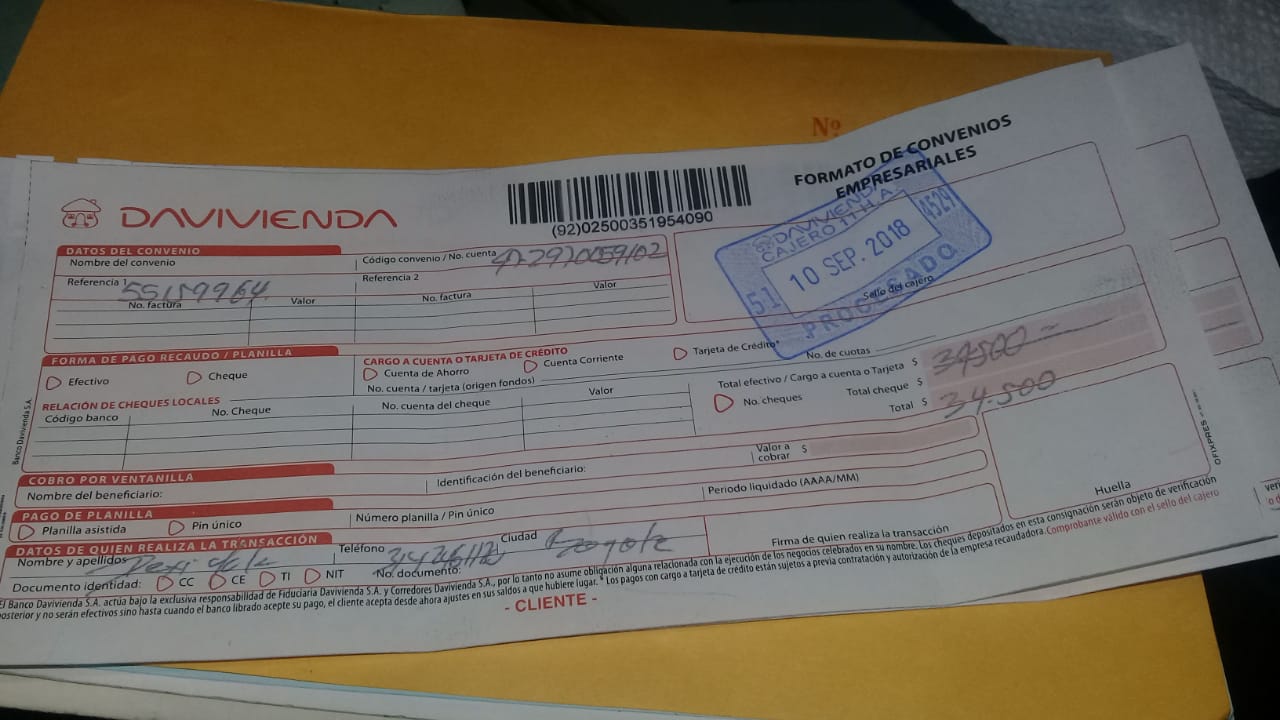 Nº
FORMATO DE CONVENIOS
EMPRESARIALES
DAVIVIENDA
(92)02500351954090
DAVIVIENDA
CAJERO 11 H.A.
51 10 SEP. 2018 4529
PROCESADO
Sello del cajero
DATOS DEL CONVENIO
Nombre del convenio
Código convenio / No. cuenta
Referencia 1 55159964
Referencia 2
No. factura Valor No. factura Valor
FORMA DE PAGO RECAUDO / PLANILLA
Efectivo Cheque
CARGO A CUENTA O TARJETA DE CRÉDITO
Cuenta de Ahorro Cuenta Corriente Tarjeta de Crédito* No. de cuotas
No. cuenta / tarjeta (origen fondos)
Total efectivo / Cargo a cuenta o Tarjeta $ 34500
No. cheques Total cheque $
Total $ 34.500
RELACIÓN DE CHEQUES LOCALES
Código banco No. Cheque No. cuenta del cheque Valor
Banco Davivienda S.A.
COBRO POR VENTANILLA
Nombre del beneficiario: Identificación del beneficiario: Valor a cobrar $
PAGO DE PLANILLA
Planilla asistida Pin único Número planilla / Pin único Periodo liquidado (AAAA/MM)
Huella
DATOS DE QUIEN REALIZA LA TRANSACCIÓN
Nombre y apellidos Teléfono Ciudad Bogota Firma de quien realiza la transacción
Documento identidad: CC CE TI NIT No. documento:
El Banco Davivienda S.A. actúa bajo la exclusiva responsabilidad de Fiduciaria Davivienda S.A. y Corredores Davivienda S.A., por lo tanto no asume obligación alguna relacionada con la ejecución de los negocios celebrados en su nombre. Los cheques depositados en esta consignación serán objeto de verificación
posterior y no serán efectivos sino hasta cuando el banco librado acepte su pago, el cliente acepta desde ahora ajustes en sus saldos a que hubiere lugar. * Los pagos con cargo a tarjeta de crédito están sujetos a previa contratación y autorización de la empresa recaudadora. Comprobante válido con el sello del cajero
- CLIENTE -